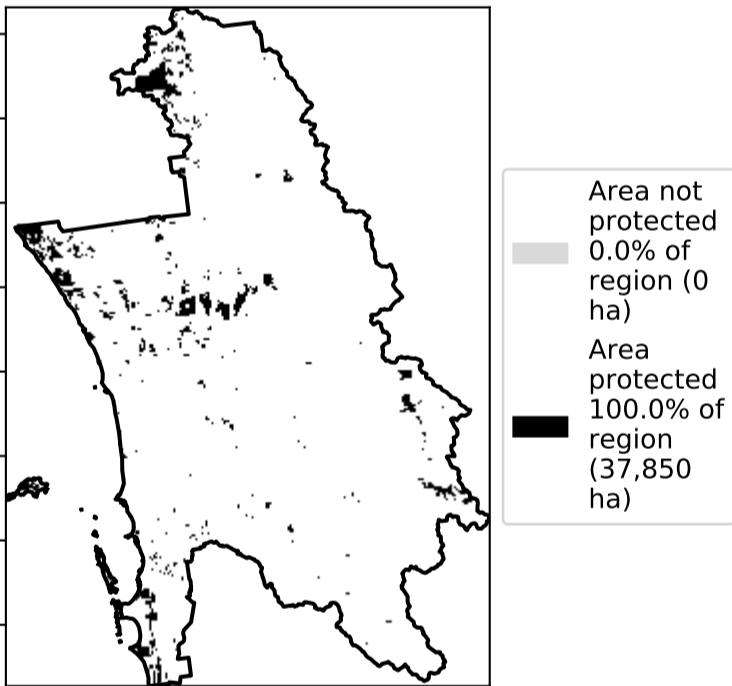 Area not
protected
0.0% of
region (0
ha)
Area
protected
100.0% of
region
(37,850
ha)